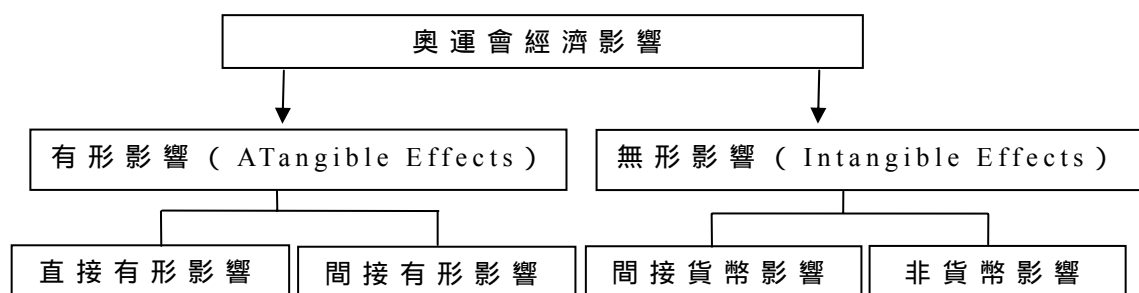 奧運會經濟影響
有形影響（ATangible Effects）
無形影響（Intangible Effects）
直接有形影響
間接有形影響
間接貨幣影響
非貨幣影響